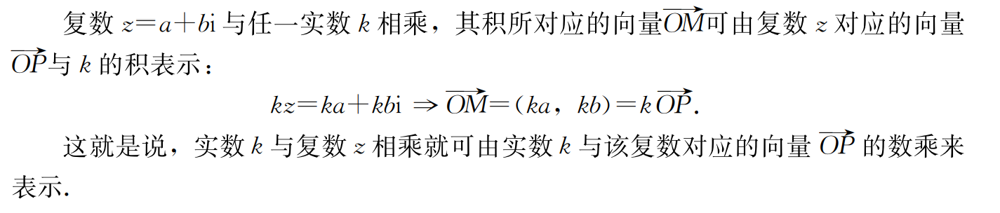 复数 z=a+bi 与任一实数 k 相乘，其积所对应的向量$\overrightarrow{OM}$可由复数 z 对应的向量
$\overrightarrow{OP}$与 k 的积表示：
kz=ka+kbi ⇒ $\overrightarrow{OM}$=(ka，kb)=k$\overrightarrow{OP}$.
这就是说，实数 k 与复数 z 相乘就可由实数 k 与该复数对应的向量 $\overrightarrow{OP}$ 的数乘来
表示.